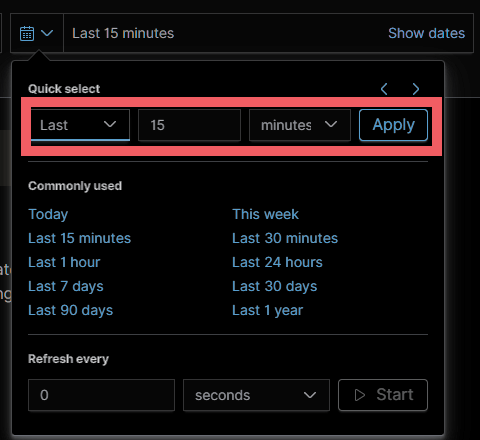 Last 15 minutes Show dates
Quick select
Last 15 minutes Apply
Commonly used
Today This week
Last 15 minutes Last 30 minutes
Last 1 hour Last 24 hours
Last 7 days Last 30 days
Last 90 days Last 1 year
Refresh every
0 seconds Start